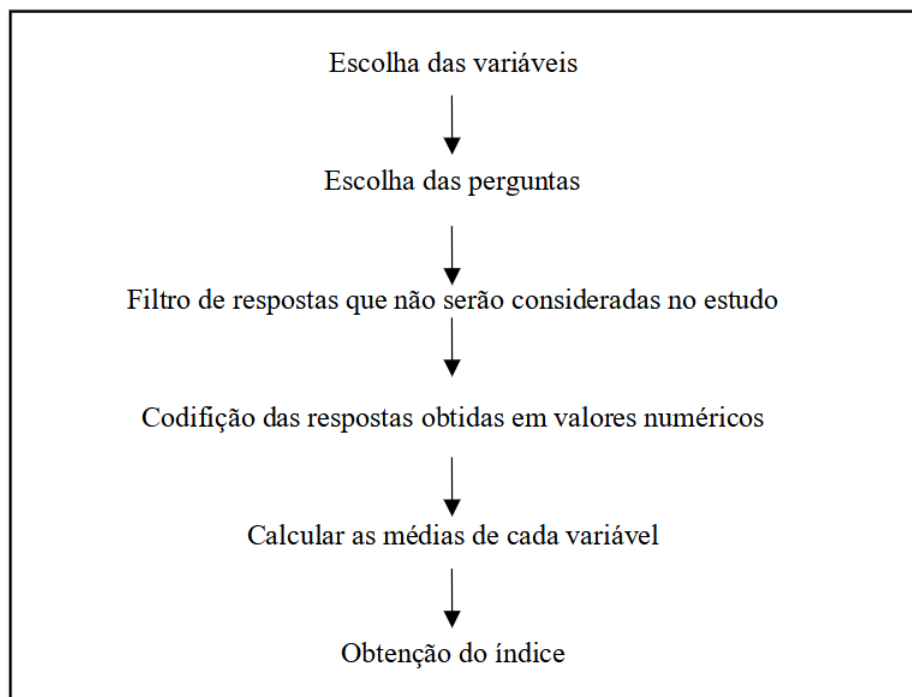 Escolha das variáveis
Escolha das perguntas
Filtro de respostas que não serão consideradas no estudo
Codifição das respostas obtidas em valores numéricos
Calcular as médias de cada variável
Obtenção do índice